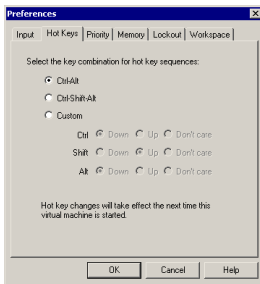 Preferences
Input Hot Keys Priority Memory Lockout Workspace
Select the key combination for hot key sequences:
Ctrl-Alt
Ctrl-Shift-Alt
Custom
Ctrl Down Up Don't care
Shift Down Up Don't care
Alt Down Up Don't care
Hot key changes will take effect the next time this
virtual machine is started.
OK Cancel Help